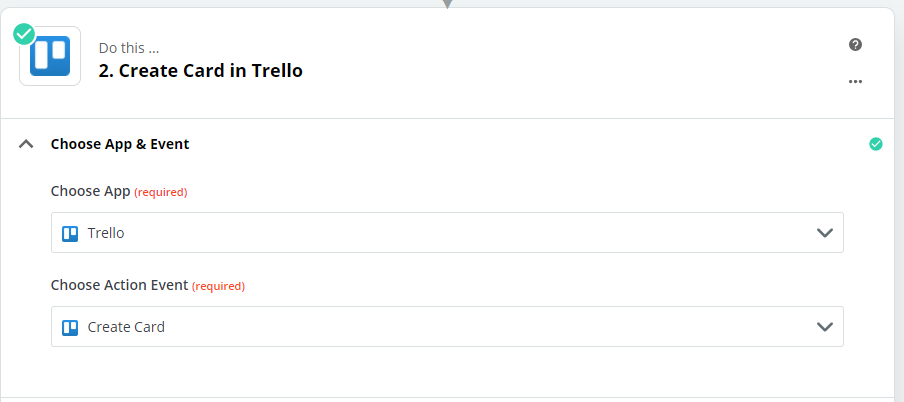 Do this ...
2. Create Card in Trello
Choose App & Event
Choose App (required)
Trello
Choose Action Event (required)
Create Card